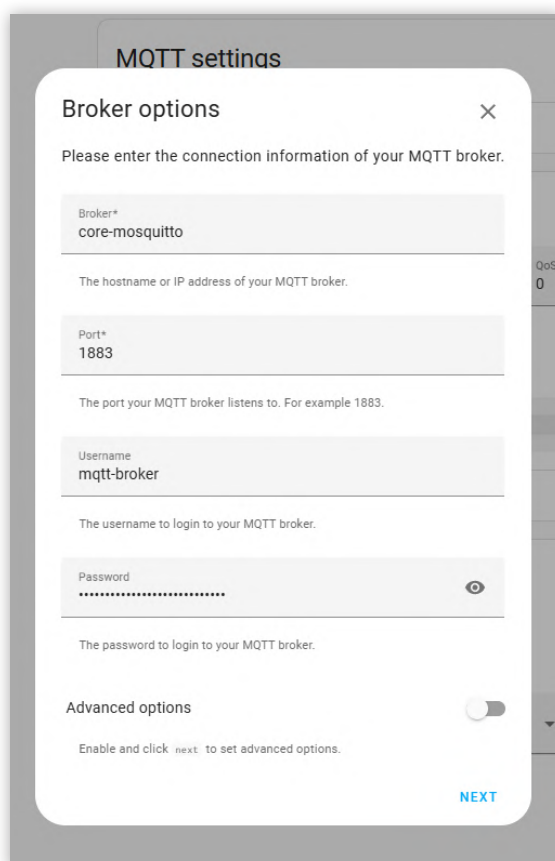 MQTT settings
Broker options
Please enter the connection information of your MQTT broker.
Broker*
core-mosquitto
The hostname or IP address of your MQTT broker.
QoS
0
Port*
1883
The port your MQTT broker listens to. For example 1883.
Username
mqtt-broker
The username to login to your MQTT broker.
Password
••••••••••••••••••••••••••••
The password to login to your MQTT broker.
Advanced options
Enable and click next to set advanced options.
NEXT